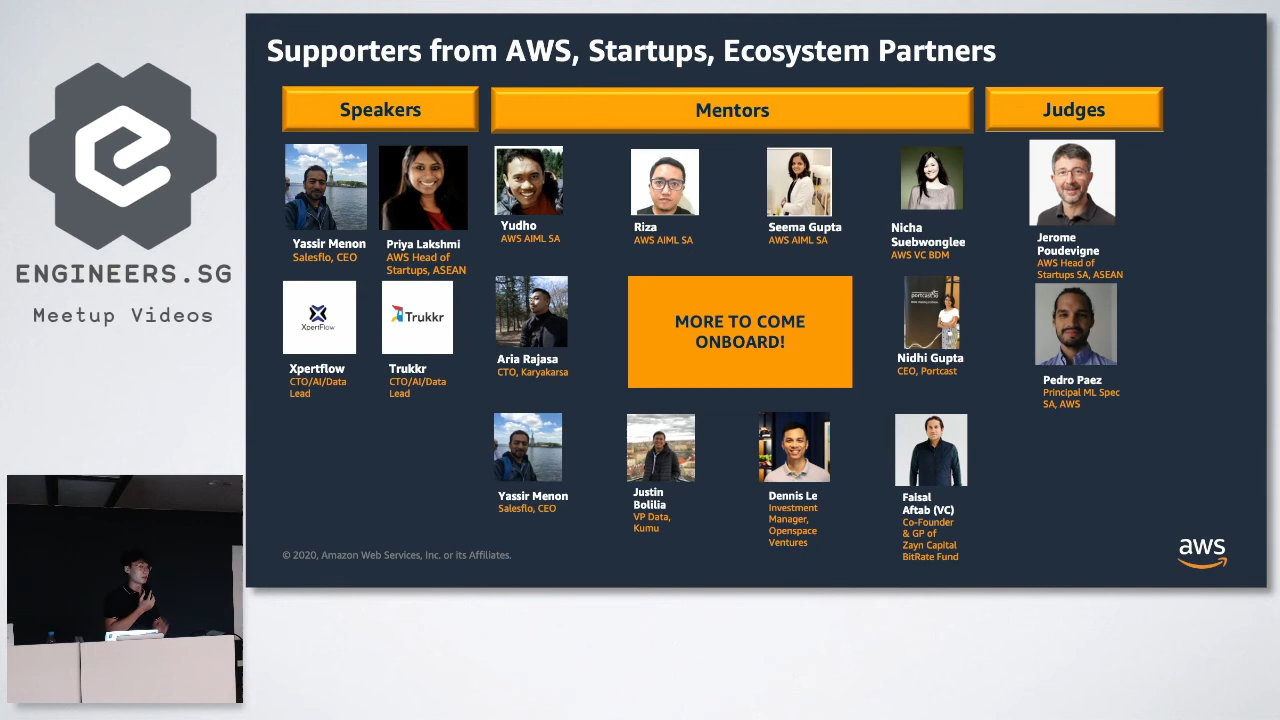 ENGINEERS.SG
Meetup Videos
Supporters from AWS, Startups, Ecosystem Partners
Speakers
Mentors
Judges
Yassir Menon
Salesflo, CEO
Priya Lakshmi
AWS Head of
Startups, ASEAN
Yudho
AWS AIML SA
Riza
AWS AIML SA
Seema Gupta
AWS AIML SA
Nicha
Suebwonglee
AWS VC BDM
Jerome
Poudevigne
AWS Head of
Startups SA, ASEAN
XpertFlow
Trukkr
Xpertflow
CTO/AI/Data
Lead
Trukkr
CTO/AI/Data
Lead
Aria Rajasa
CTO, Karyakarsa
MORE TO COME
ONBOARD!
portcast.io
Nidhi Gupta
CEO, Portcast
Pedro Paez
Principal ML Spec
SA, AWS
Yassir Menon
Salesflo, CEO
Justin
Bolilia
VP Data,
Kumu
Dennis Le
Investment
Manager,
Openspace
Ventures
Faisal
Aftab (VC)
Co-Founder
& GP of
Zayn Capital
BitRate Fund
© 2020, Amazon Web Services, Inc. or its Affiliates.
aws